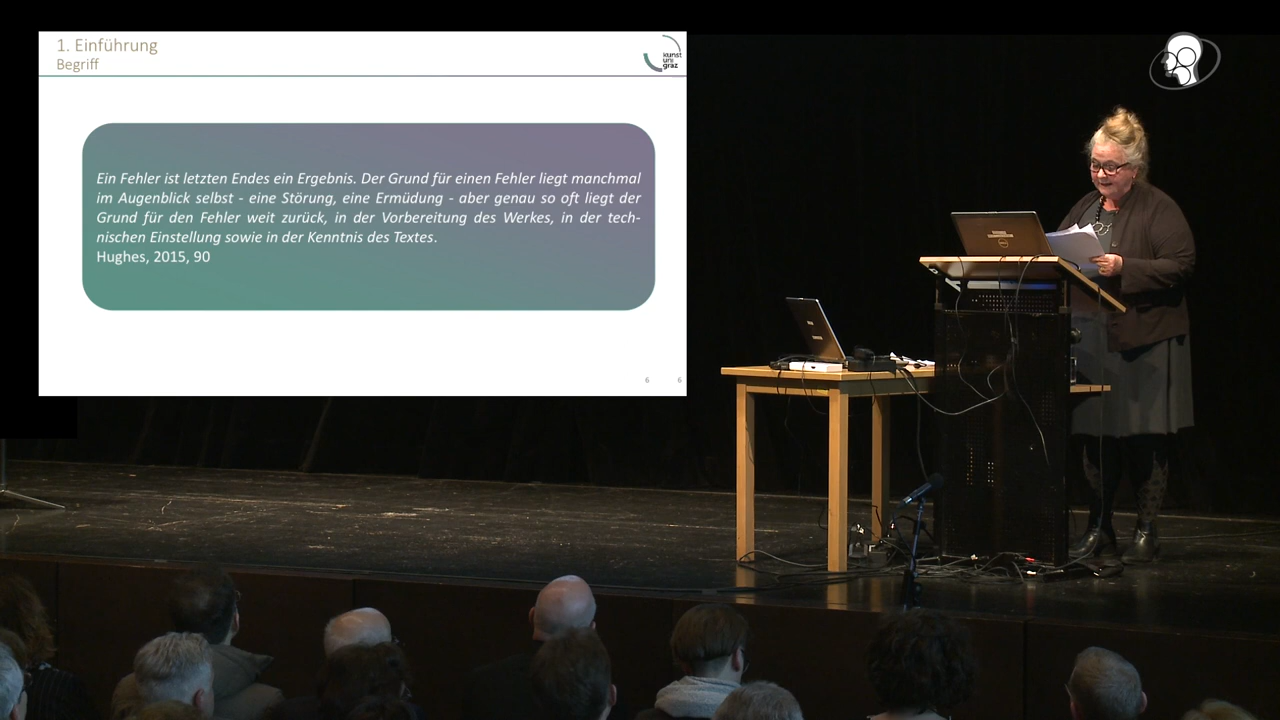 1. Einführung
Begriff
kunst
uni
graz
Ein Fehler ist letzten Endes ein Ergebnis. Der Grund für einen Fehler liegt manchmal
im Augenblick selbst - eine Störung, eine Ermüdung - aber genau so oft liegt der
Grund für den Fehler weit zurück, in der Vorbereitung des Werkes, in der tech-
nischen Einstellung sowie in der Kenntnis des Textes.
Hughes, 2015, 90
6 6